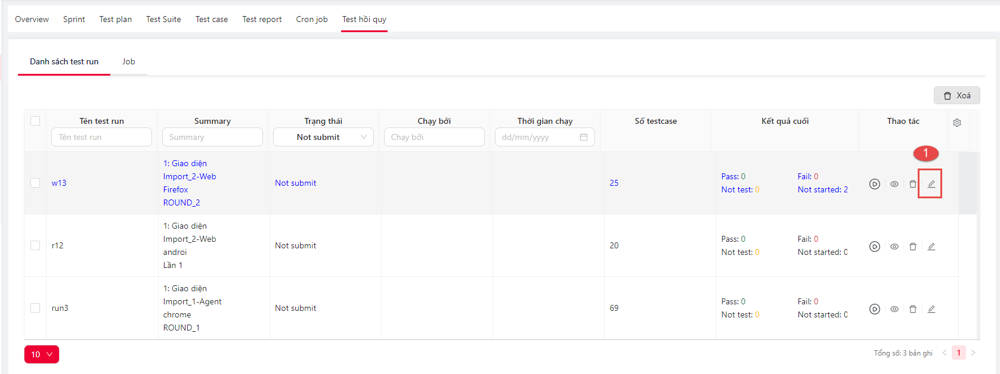 Overview Sprint Test plan Test Suite Test case Test report Cron job Test hồi quy
Danh sách test run Job
Xoá
Tên test run Summary Trạng thái Chạy bởi Thời gian chạy Số testcase Kết quả cuối Thao tác
Tên test run Summary Not submit Chạy bởi dd/mm/yyyy
1
w13
1: Giao diện
Import_2-Web
Firefox
ROUND_2
Not submit
25
Pass: 0 Fail: 0
Not test: 0 Not started: 2
r12
1: Giao diện
Import_2-Web
androi
Lần 1
Not submit
20
Pass: 0 Fail: 0
Not test: 0 Not started: 0
run3
1: Giao diện
Import_1-Agent
chrome
ROUND_1
Not submit
69
Pass: 0 Fail: 0
Not test: 0 Not started: 0
10 Tổng số: 3 bản ghi < 1 >